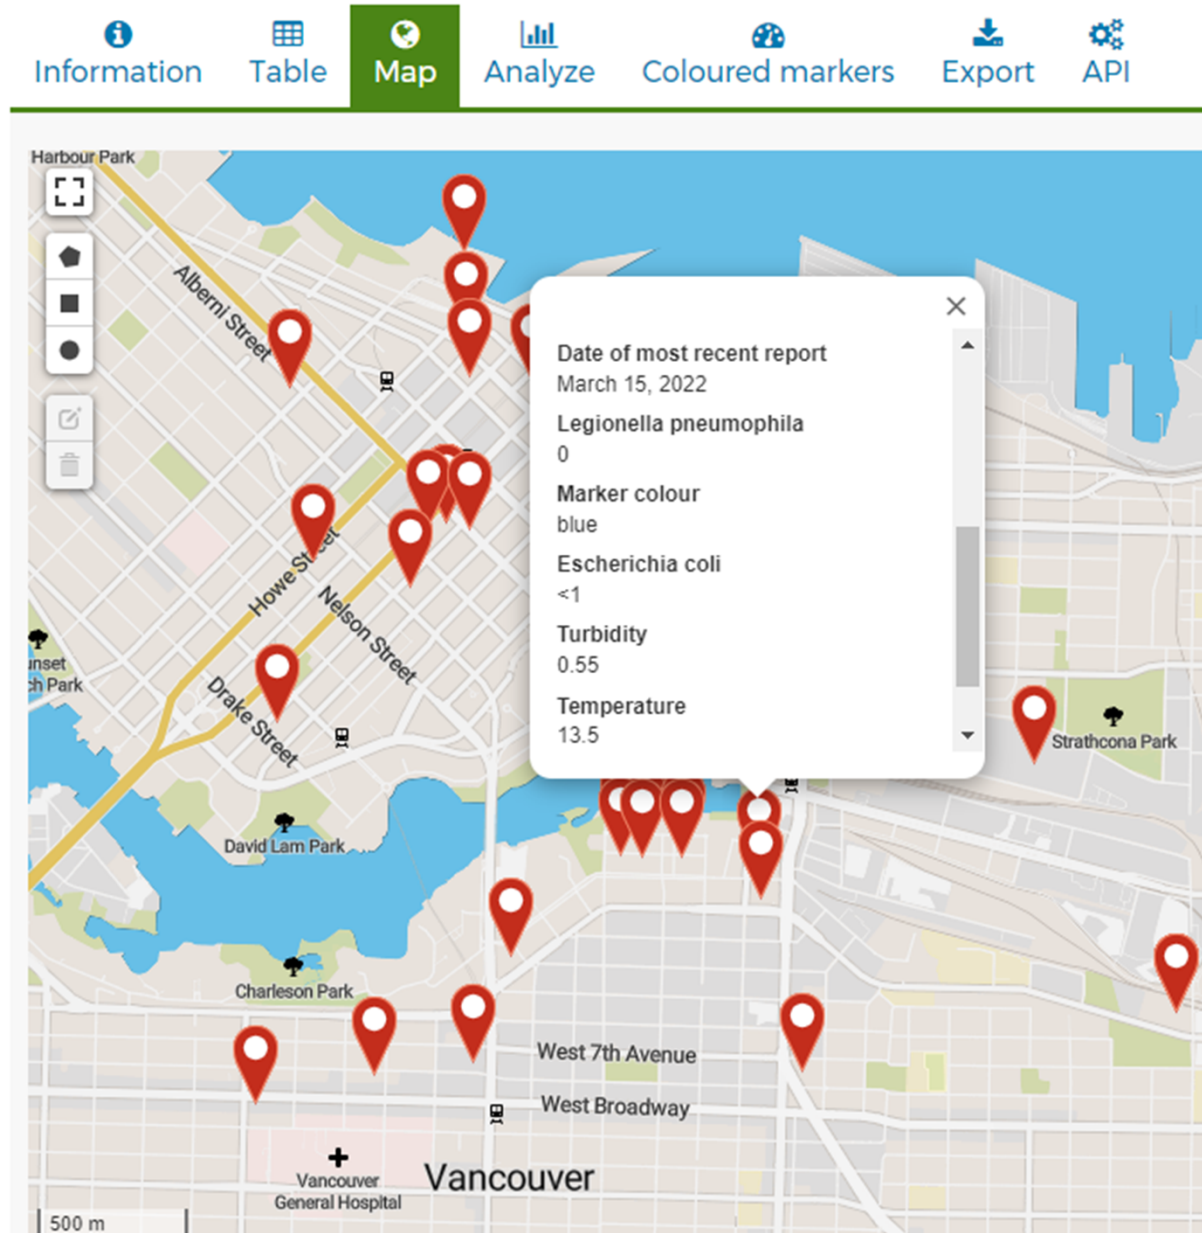 Information Table Map Analyze Coloured markers Export API
Harbour Park
Alberni Street
Date of most recent report
March 15, 2022
Legionella pneumophila
0
Marker colour
blue
Escherichia coli
<1
Turbidity
0.55
Temperature
13.5
Howe Street
Nelson Street
unset
ch Park
Drake Street
Strathcona Park
David Lam Park
Charleson Park
West 7th Avenue
West Broadway
Vancouver
General Hospital
Vancouver
500 m